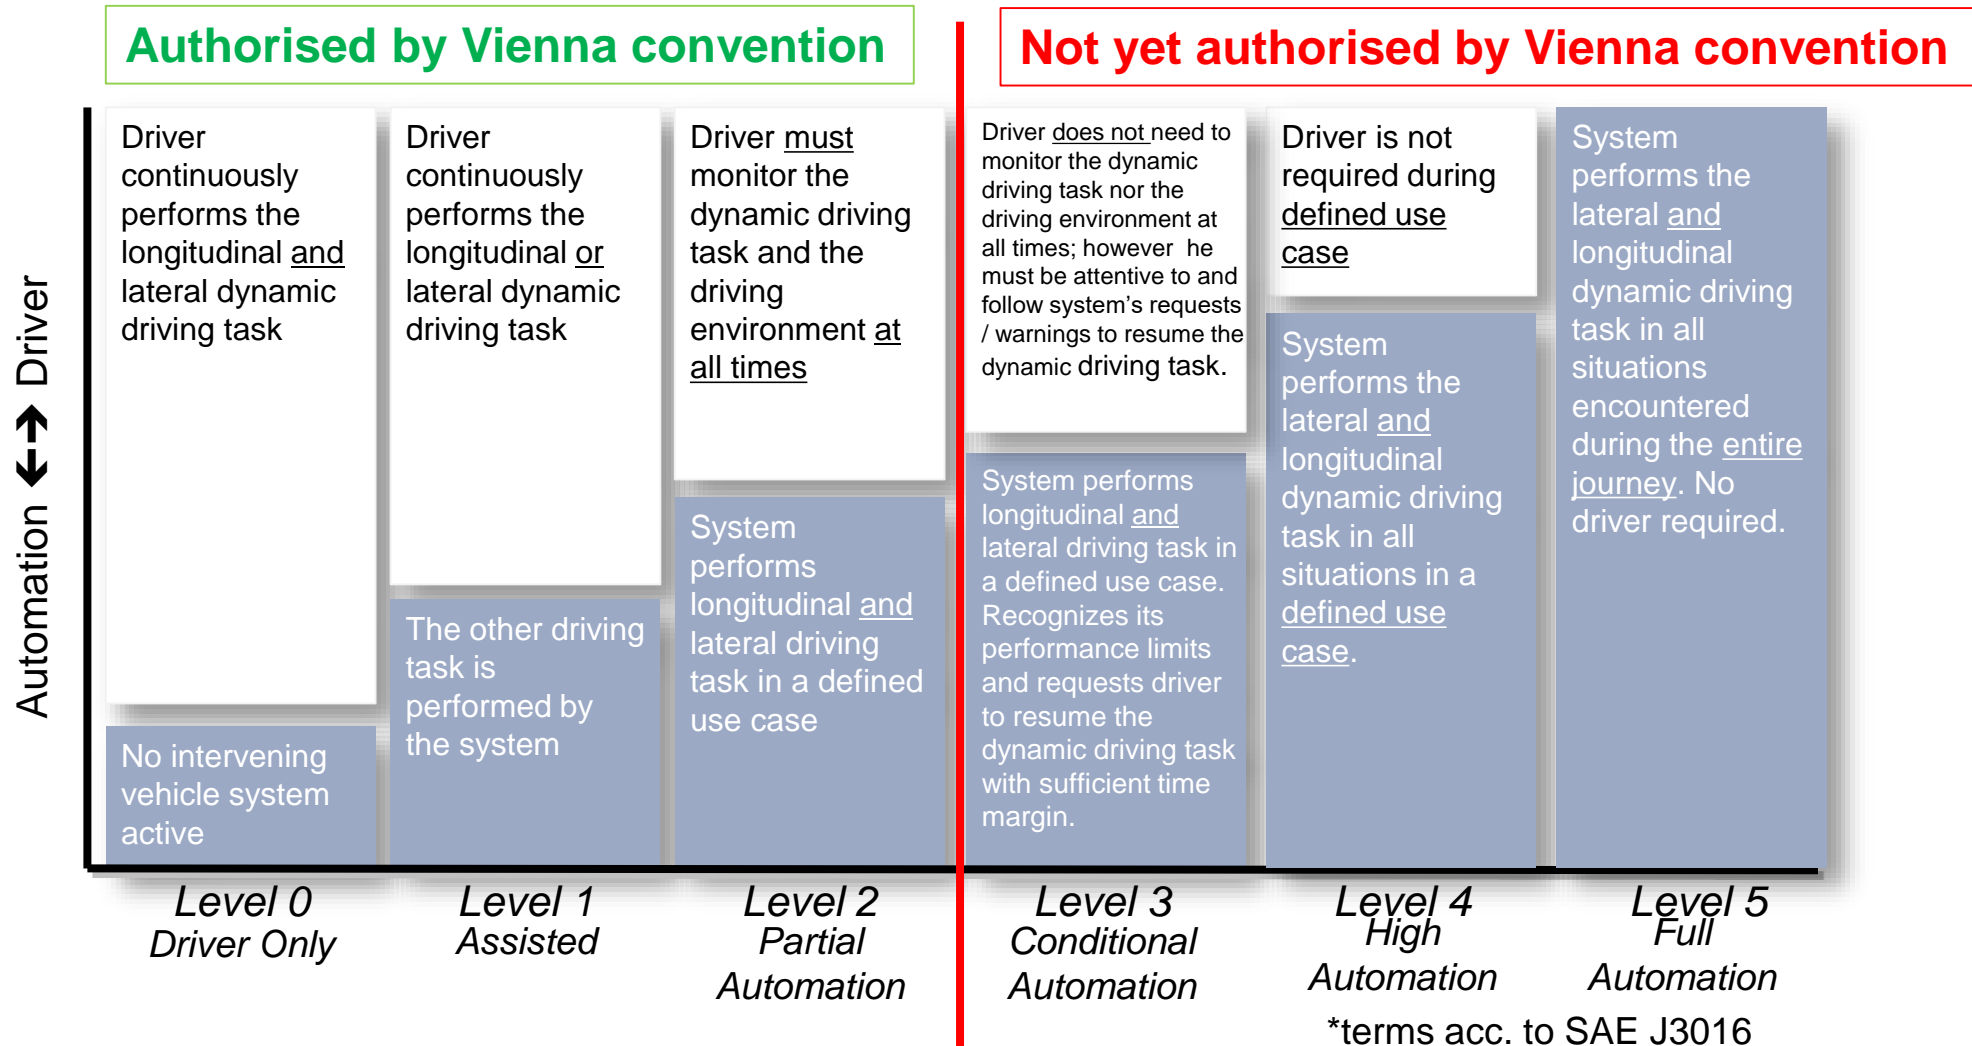 Authorised by Vienna convention
Not yet authorised by Vienna convention
Automation ←→ Driver
Driver
continuously
performs the
longitudinal and
lateral dynamic
driving task
No intervening
vehicle system
active
Level 0
Driver Only
Driver
continuously
performs the
longitudinal or
lateral dynamic
driving task
The other driving
task is
performed by
the system
Level 1
Assisted
Driver must
monitor the
dynamic driving
task and the
driving
environment at
all times
System
performs
longitudinal and
lateral driving
task in a defined
use case
Level 2
Partial
Automation
Driver does not need to
monitor the dynamic
driving task nor the
driving environment at
all times; however he
must be attentive to and
follow system’s requests
/ warnings to resume the
dynamic driving task.
System performs
longitudinal and
lateral driving task in
a defined use case.
Recognizes its
performance limits
and requests driver
to resume the
dynamic driving task
with sufficient time
margin.
Level 3
Conditional
Automation
Driver is not
required during
defined use
case
System
performs the
lateral and
longitudinal
dynamic driving
task in all
situations in a
defined use
case.
Level 4
High
Automation
System
performs the
lateral and
longitudinal
dynamic driving
task in all
situations
encountered
during the entire
journey. No
driver required.
Level 5
Full
Automation
*terms acc. to SAE J3016